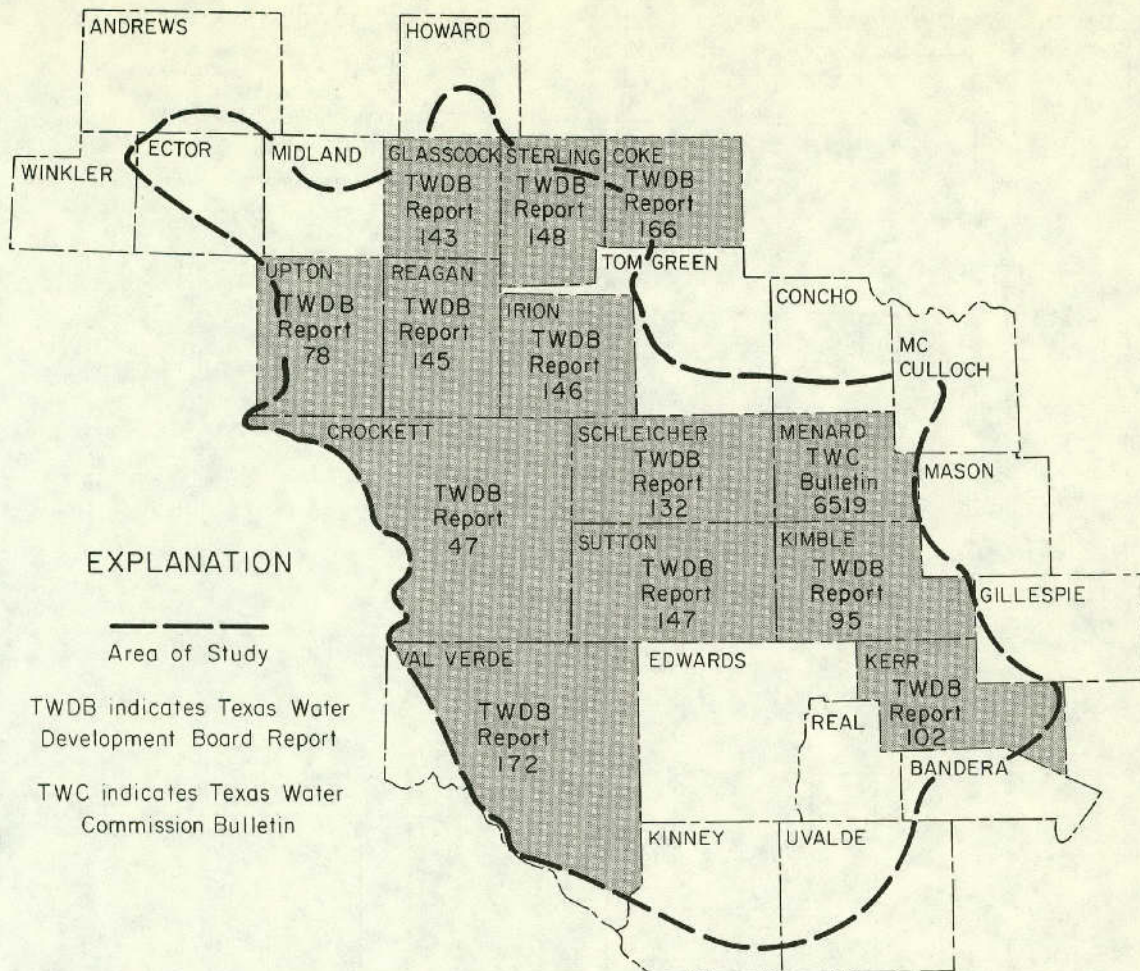 ANDREWS
HOWARD
WINKLER
ECTOR
MIDLAND
GLASSCOCK
TWDB
Report
143
STERLING
TWDB
Report
148
COKE
TWDB
Report
166
TOM GREEN
UPTON
TWDB
Report
78
REAGAN
TWDB
Report
145
IRION
TWDB
Report
146
CONCHO
MC
CULLOCH
CROCKETT
TWDB
Report
47
SCHLEICHER
TWDB
Report
132
MENARD
TWC
Bulletin
6519
MASON
SUTTON
TWDB
Report
147
KIMBLE
TWDB
Report
95
GILLESPIE
VAL VERDE
TWDB
Report
172
EDWARDS
REAL
KERR
TWDB
Report
102
BANDERA
KINNEY
UVALDE
EXPLANATION
Area of Study
TWDB indicates Texas Water
Development Board Report
TWC indicates Texas Water
Commission Bulletin